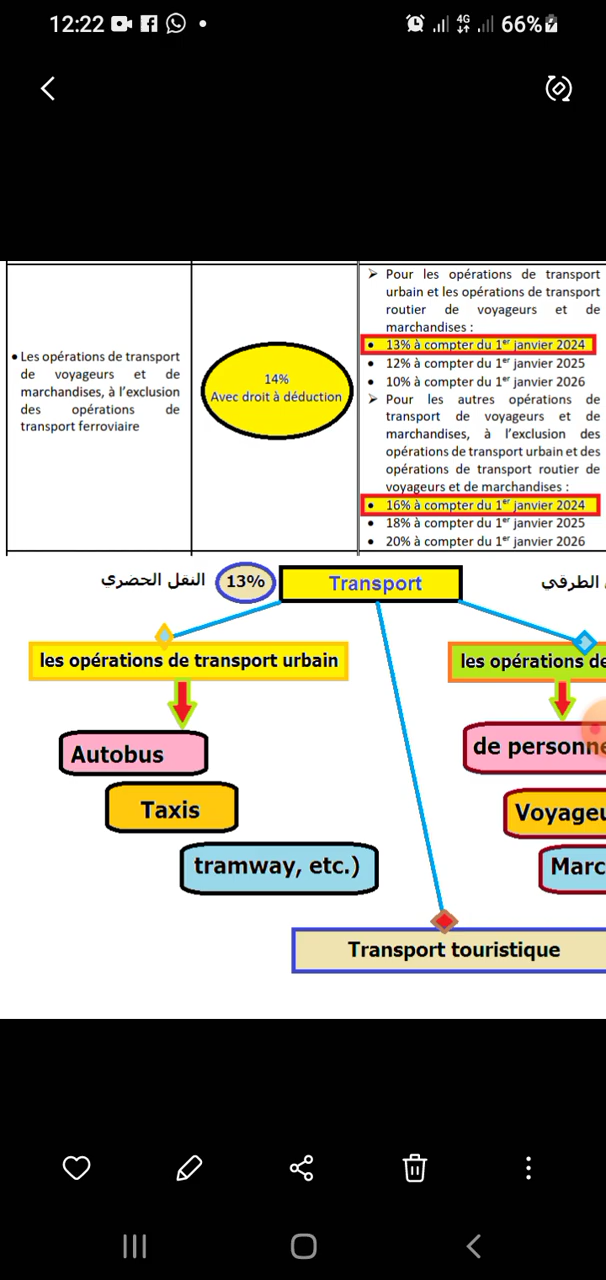 12:22
4G
66%
• Les opérations de transport
de voyageurs et de
marchandises, à l'exclusion
des opérations de
transport ferroviaire
14%
Avec droit à déduction
➢ Pour les opérations de transport
urbain et les opérations de transport
routier de voyageurs et de
marchandises :
• 13% à compter du 1er janvier 2024
• 12% à compter du 1er janvier 2025
• 10% à compter du 1er janvier 2026
➢ Pour les autres opérations de
transport de voyageurs et de
marchandises, à l'exclusion des
opérations de transport urbain et des
opérations de transport routier de
voyageurs et de marchandises :
• 16% à compter du 1er janvier 2024
• 18% à compter du 1er janvier 2025
• 20% à compter du 1er janvier 2026
النقل الحضري
13%
Transport
الطرقي
les opérations de transport urbain
les opérations de
Autobus
de personne
Taxis
Voyageu
tramway, etc.)
Marc
Transport touristique